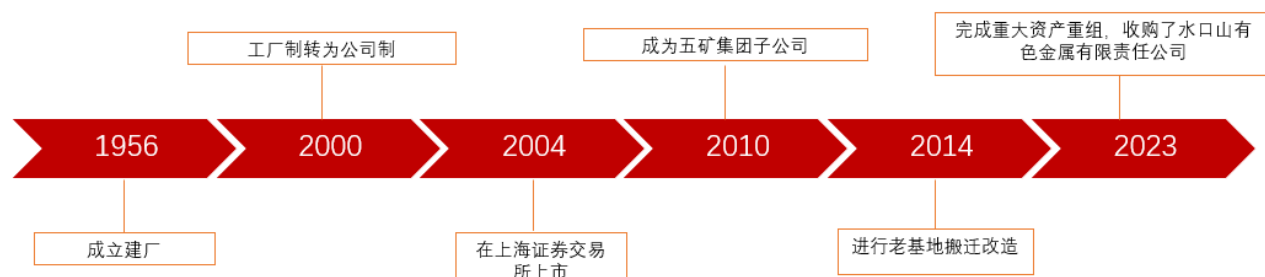 工厂制转为公司制
成为五矿集团子公司
完成重大资产重组，收购了水口山有
色金属有限责任公司
1956
2000
2004
2010
2014
2023
成立建厂
在上海证券交易
所上市
进行老基地搬迁改造